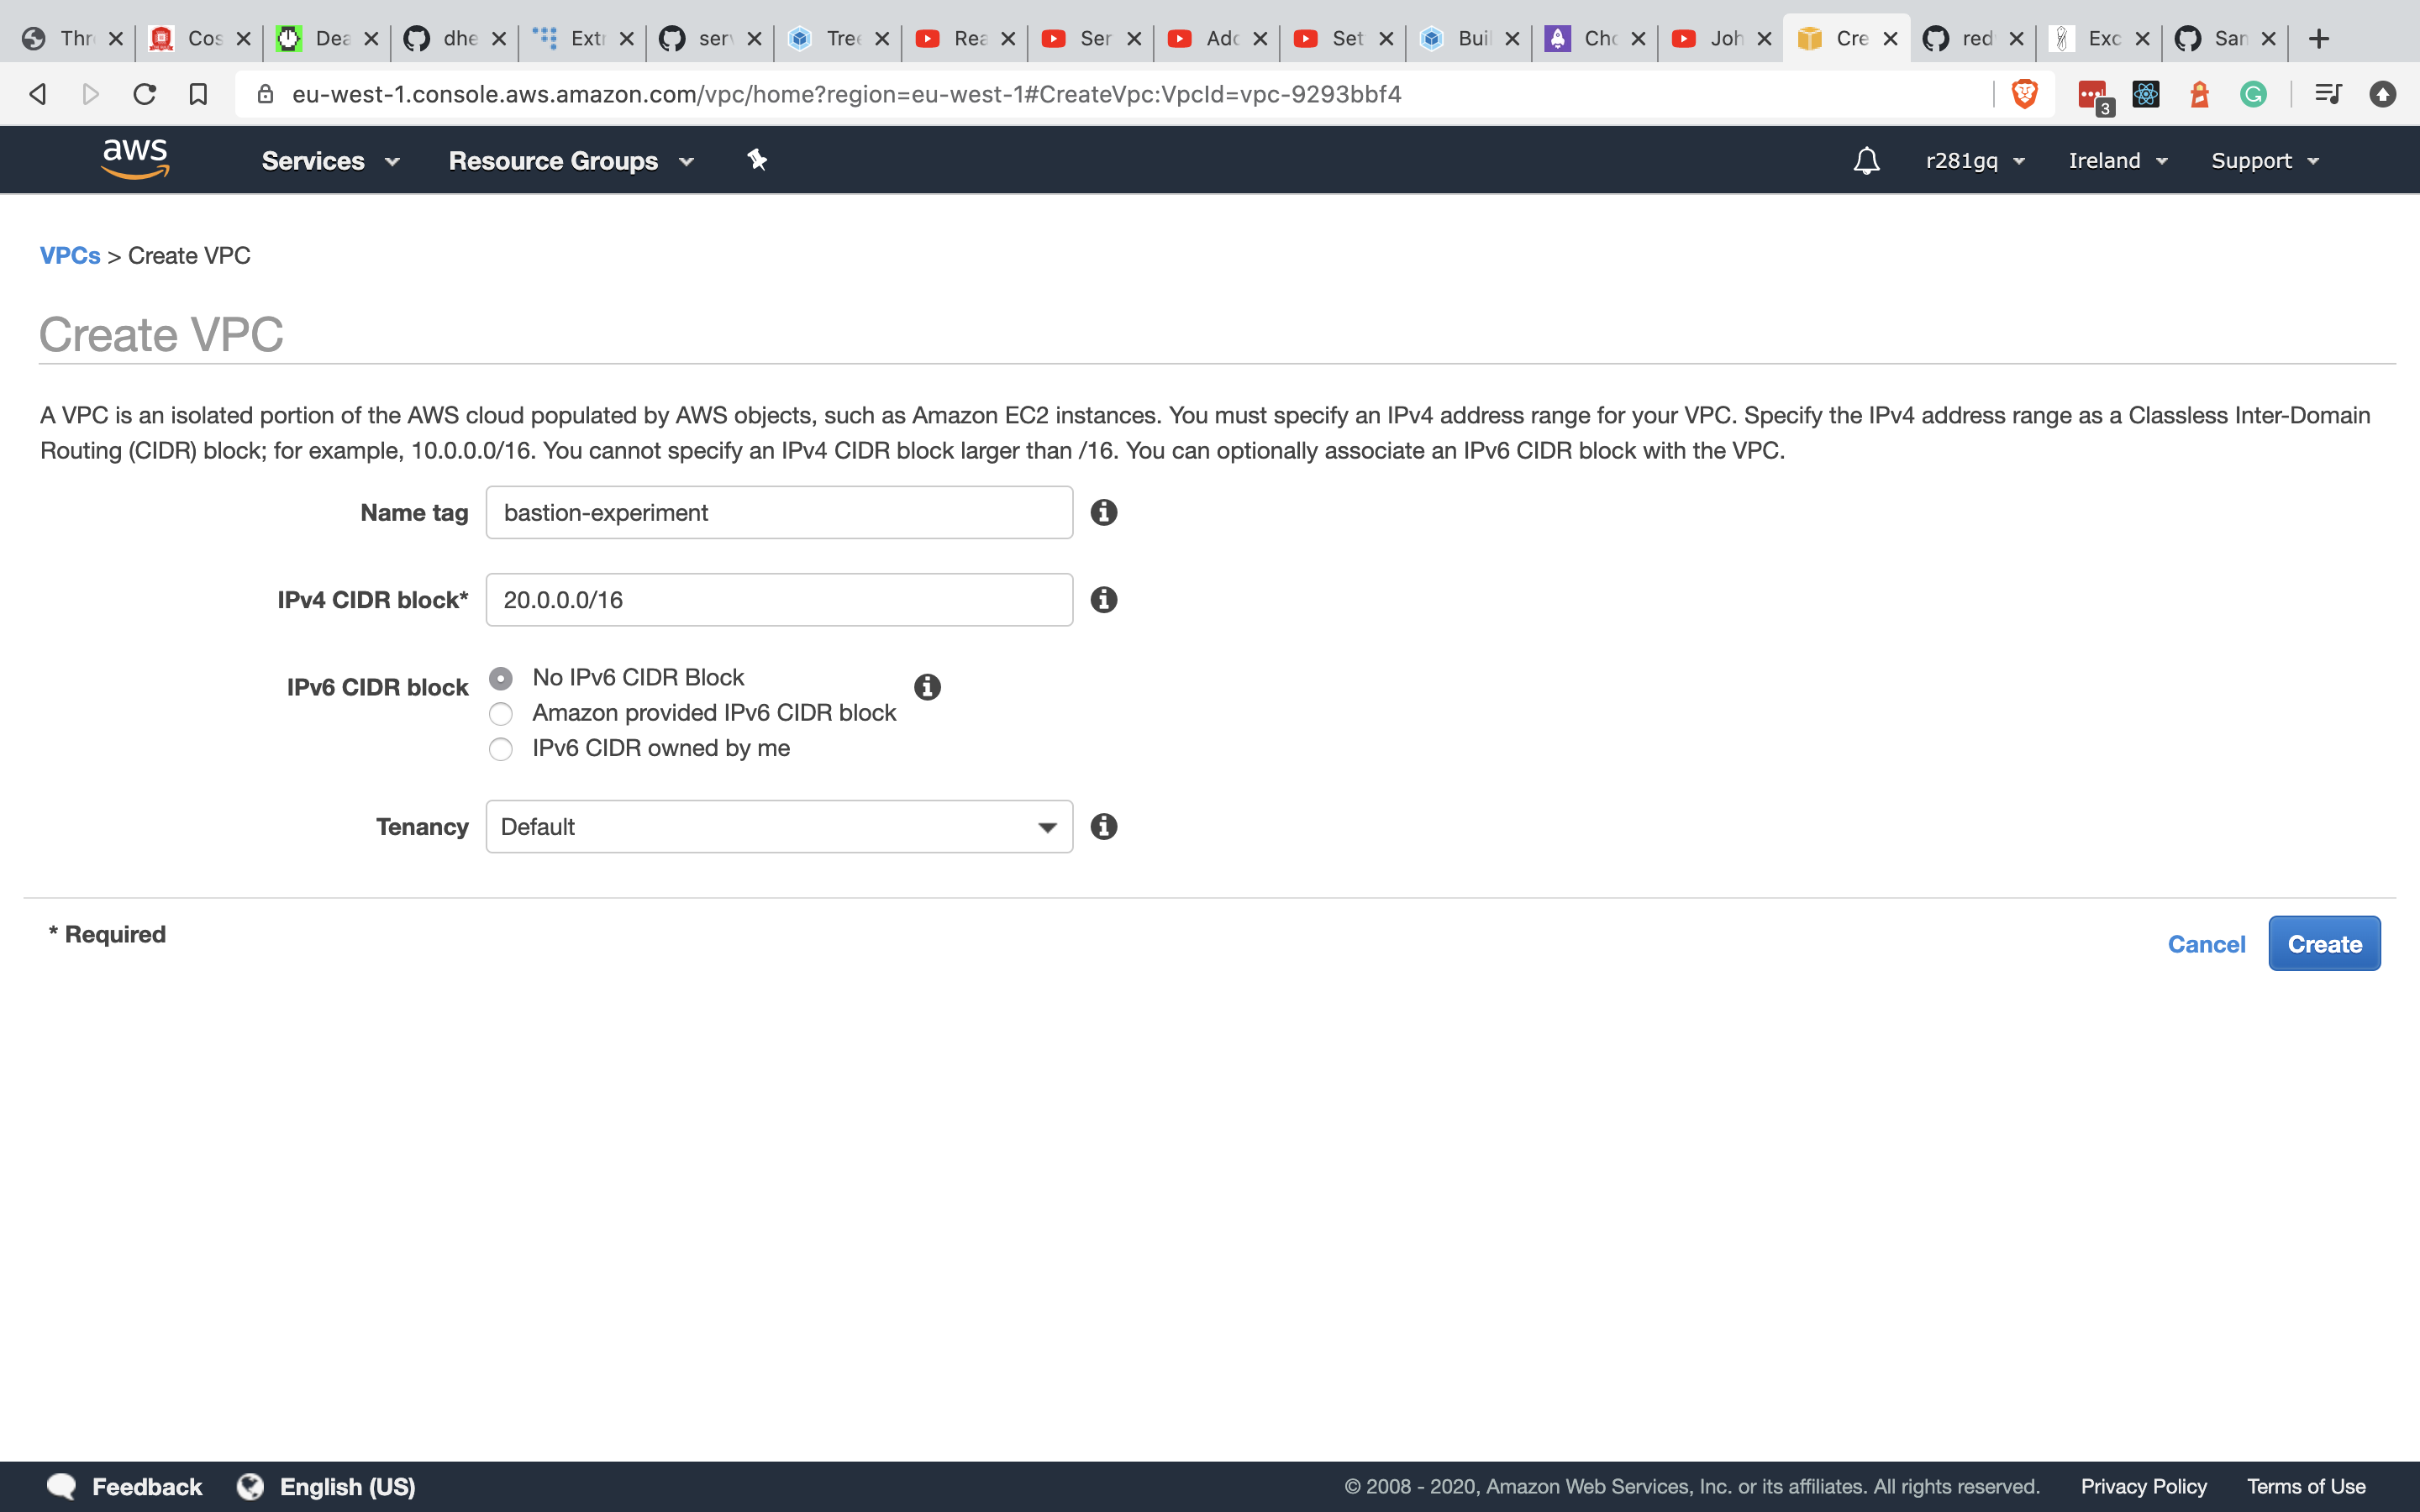 Thr Cos Dea dhe Ext serv Tree Rea Ser Add Set Buil Cho Joh Cre red Exc San
eu-west-1.console.aws.amazon.com/vpc/home?region=eu-west-1#CreateVpc:VpcId=vpc-9293bbf4
3
aws Services Resource Groups r281gq Ireland Support
VPCs > Create VPC
Create VPC
A VPC is an isolated portion of the AWS cloud populated by AWS objects, such as Amazon EC2 instances. You must specify an IPv4 address range for your VPC. Specify the IPv4 address range as a Classless Inter-Domain
Routing (CIDR) block; for example, 10.0.0.0/16. You cannot specify an IPv4 CIDR block larger than /16. You can optionally associate an IPv6 CIDR block with the VPC.
Name tag bastion-experiment
IPv4 CIDR block* 20.0.0.0/16
IPv6 CIDR block No IPv6 CIDR Block
Amazon provided IPv6 CIDR block
IPv6 CIDR owned by me
Tenancy Default
* Required
Cancel Create
Feedback English (US) © 2008 - 2020, Amazon Web Services, Inc. or its affiliates. All rights reserved. Privacy Policy Terms of Use